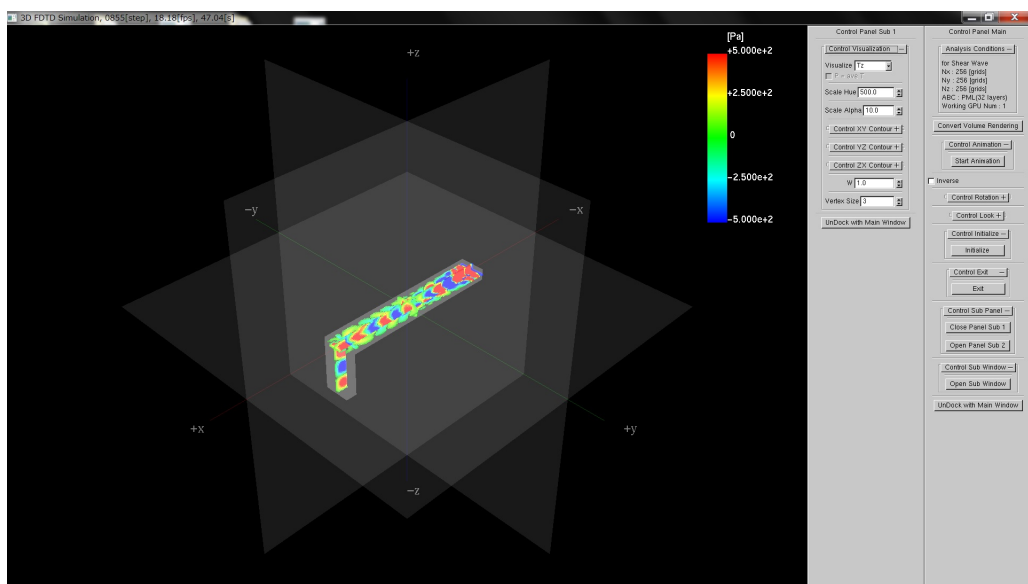 3D FDTD Simulation, 0855[step], 18.18[fps], 47.04[s]
[Pa]
+5.000e+2
+2.500e+2
0
−2.500e+2
−5.000e+2
+z
−y
−x
+x
+y
−z
Control Panel Sub 1
Control Visualization
Visualize Tz
P = ave T
Scale Hue 500.0
Scale Alpha 10.0
Control XY Contour +
Control YZ Contour +
Control ZX Contour +
W 1.0
Vertex Size 3
UnDock with Main Window
Control Panel Main
Analysis Conditions
for Shear Wave
Nx : 256 [grids]
Ny : 256 [grids]
Nz : 256 [grids]
ABC : PML(32 layers)
Working GPU Num : 1
Convert Volume Rendering
Control Animation
Start Animation
Inverse
Control Rotation +
Control Look +
Control Initialize
Initialize
Control Exit
Exit
Control Sub Panel
Close Panel Sub 1
Open Panel Sub 2
Control Sub Window
Open Sub Window
UnDock with Main Window